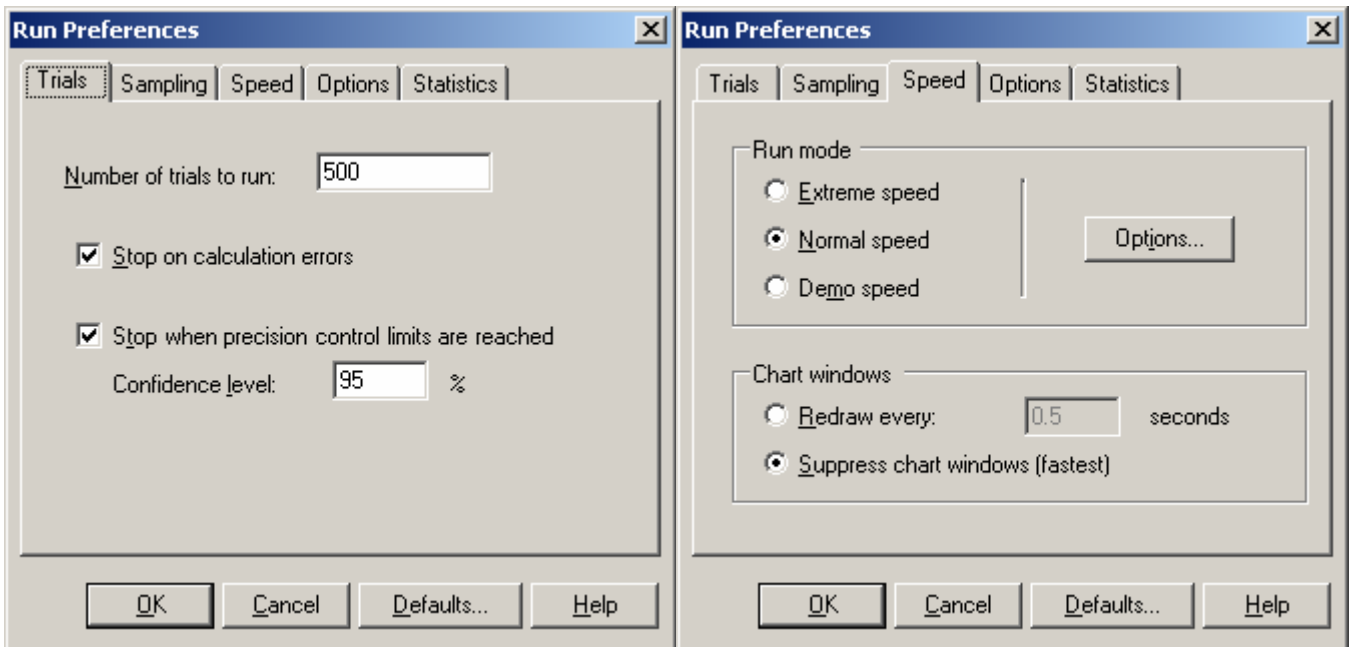 Run Preferences
Trials Sampling Speed Options Statistics
Number of trials to run: 500
Stop on calculation errors
Stop when precision control limits are reached
Confidence level: 95 %
OK Cancel Defaults... Help
Run Preferences
Trials Sampling Speed Options Statistics
Run mode
Extreme speed
Normal speed
Options...
Demo speed
Chart windows
Redraw every: 0.5 seconds
Suppress chart windows (fastest)
OK Cancel Defaults... Help